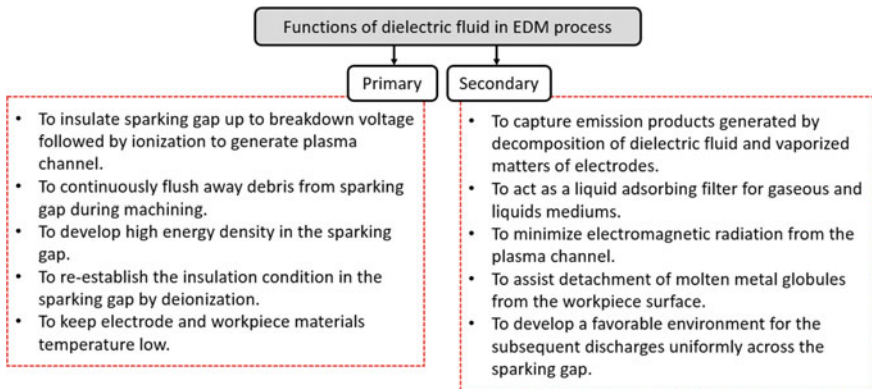 Functions of dielectric fluid in EDM process
Primary
Secondary
• To insulate sparking gap up to breakdown voltage
followed by ionization to generate plasma
channel.
• To continuously flush away debris from sparking
gap during machining.
• To develop high energy density in the sparking
gap.
• To re-establish the insulation condition in the
sparking gap by deionization.
• To keep electrode and workpiece materials
temperature low.
• To capture emission products generated by
decomposition of dielectric fluid and vaporized
matters of electrodes.
• To act as a liquid adsorbing filter for gaseous and
liquids mediums.
• To minimize electromagnetic radiation from the
plasma channel.
• To assist detachment of molten metal globules
from the workpiece surface.
• To develop a favorable environment for the
subsequent discharges uniformly across the
sparking gap.